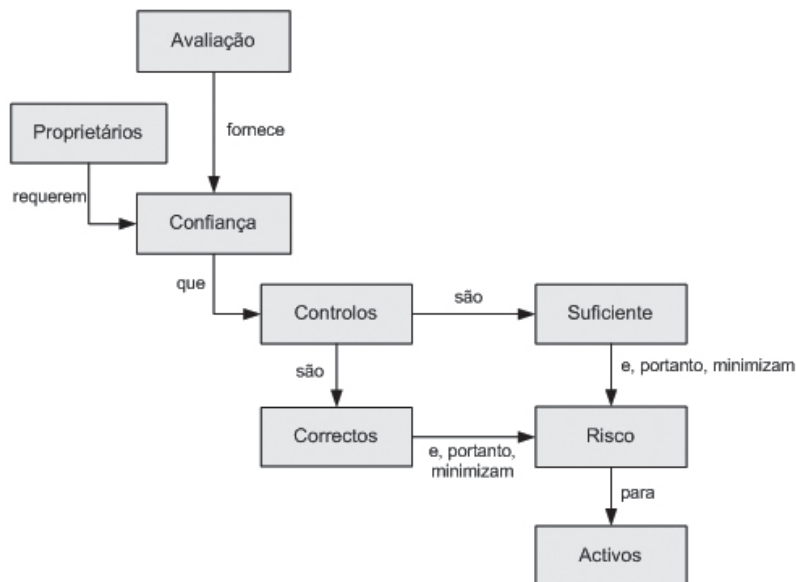 Avaliação
Proprietários
fornece
requerem
Confiança
que
Controlos
são
Suficiente
são
e, portanto, minimizam
Correctos
e, portanto,
minimizam
Risco
para
Activos